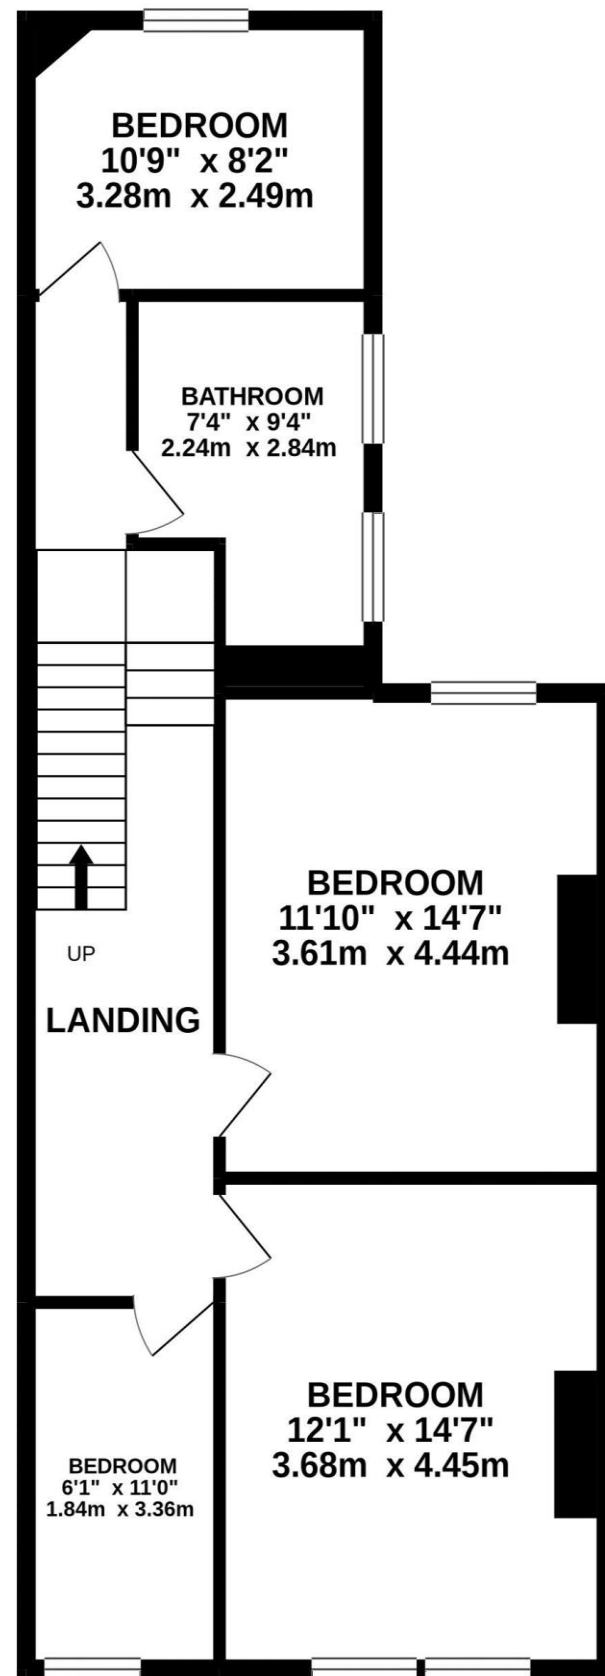 BEDROOM
10'9" x 8'2"
3.28m x 2.49m
BATHROOM
7'4" x 9'4"
2.24m x 2.84m
BEDROOM
11'10" x 14'7"
3.61m x 4.44m
UP
LANDING
BEDROOM
12'1" x 14'7"
3.68m x 4.45m
BEDROOM
6'1" x 11'0"
1.84m x 3.36m